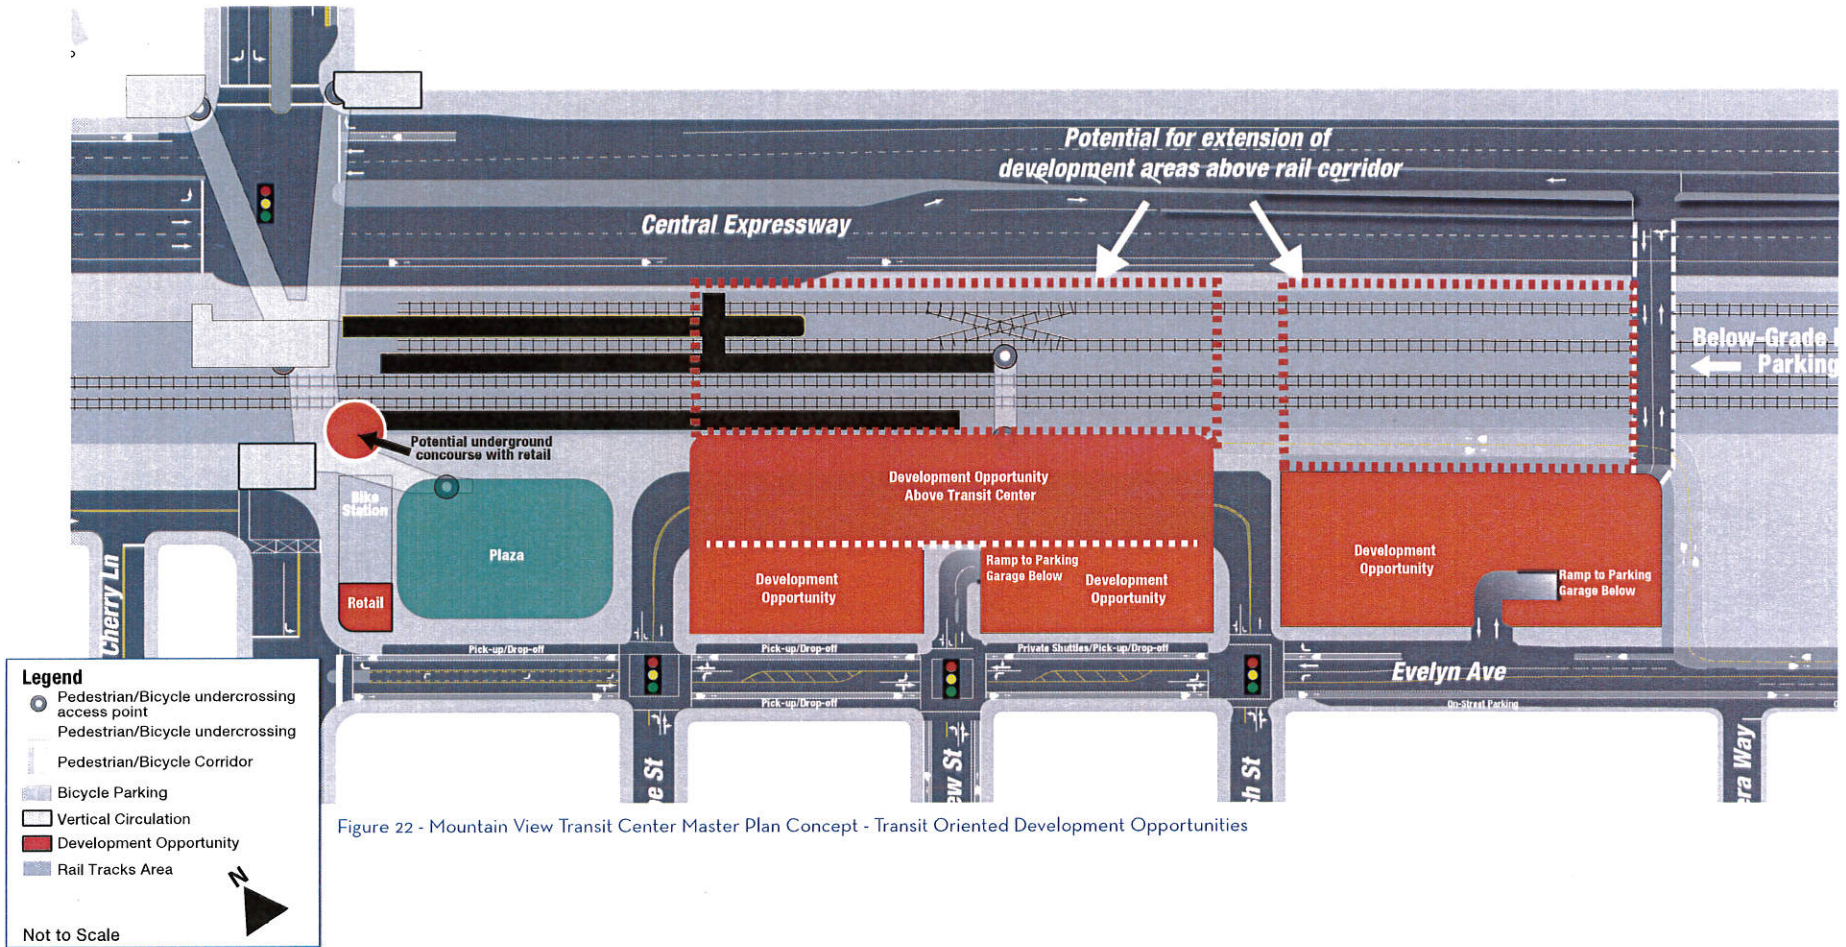 Potential for extension of
development areas above rail corridor
Central Expressway
Below-Grade
Parking
Potential underground
concourse with retail
Bike
Station
Plaza
Retail
Development Opportunity
Above Transit Center
Development
Opportunity
Ramp to Parking
Garage Below
Development
Opportunity
Development
Opportunity
Ramp to Parking
Garage Below
Cherry Ln
Pick-up/Drop-off
Pick-up/Drop-off
Private Shuttles/Pick-up/Drop-off
Evelyn Ave
Pick-up/Drop-off
On-Street Parking
St
St
St
Way
Legend
Pedestrian/Bicycle undercrossing
access point
Pedestrian/Bicycle undercrossing
Pedestrian/Bicycle Corridor
Bicycle Parking
Vertical Circulation
Development Opportunity
Rail Tracks Area
N
Not to Scale
Figure 22 - Mountain View Transit Center Master Plan Concept - Transit Oriented Development Opportunities